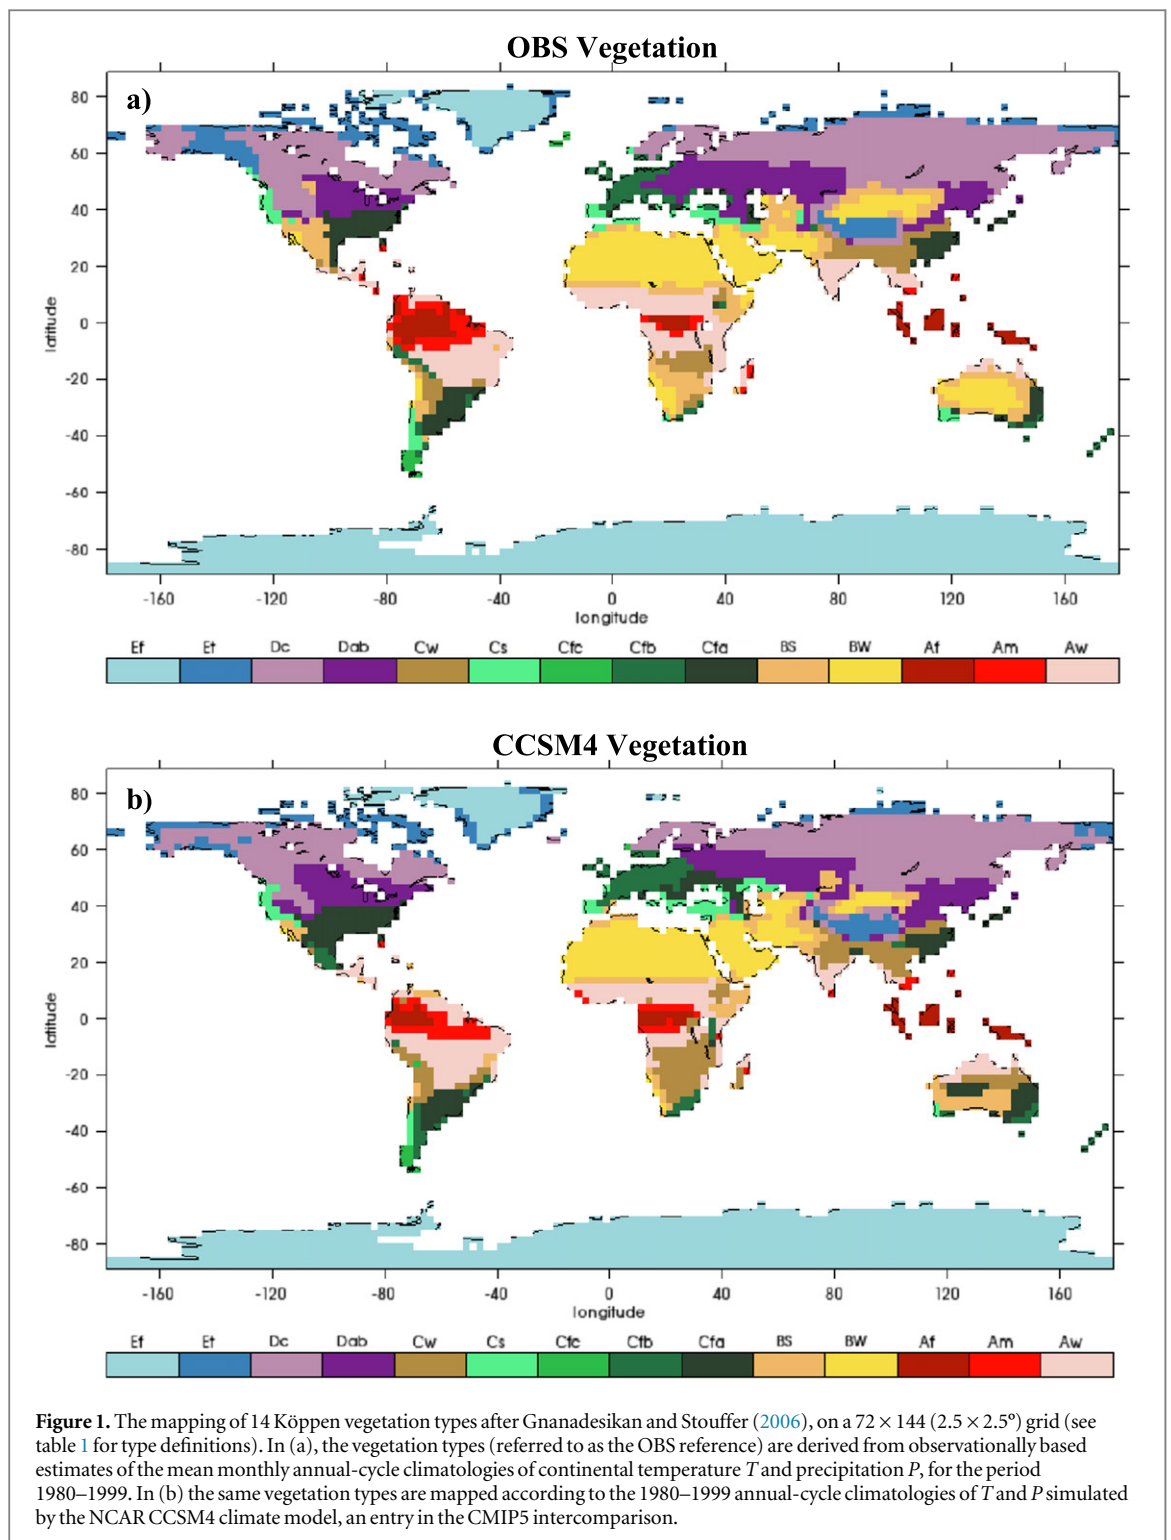 OBS Vegetation
a)
80
60
40
20
0
-20
-40
-60
-80
latitude
-160 -120 -80 -40 0 40 80 120 160
longitude
Ef Et Dc Dab Cw Cs Cfc Cfb Cfa BS BW Af Am Aw
CCSM4 Vegetation
b)
80
60
40
20
0
-20
-40
-60
-80
latitude
-160 -120 -80 -40 0 40 80 120 160
longitude
Ef Et Dc Dab Cw Cs Cfc Cfb Cfa BS BW Af Am Aw
Figure 1. The mapping of 14 Köppen vegetation types after Gnanadesikan and Stouffer (2006), on a 72 × 144 (2.5 × 2.5°) grid (see
table 1 for type definitions). In (a), the vegetation types (referred to as the OBS reference) are derived from observationally based
estimates of the mean monthly annual-cycle climatologies of continental temperature T and precipitation P, for the period
1980–1999. In (b) the same vegetation types are mapped according to the 1980–1999 annual-cycle climatologies of T and P simulated
by the NCAR CCSM4 climate model, an entry in the CMIP5 intercomparison.